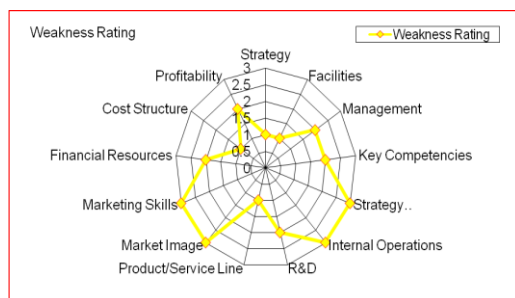 Weakness Rating
Weakness Rating
Strategy
Profitability
Facilities
3
2.5
2
1.5
1
0.5
0
Cost Structure
Management
Financial Resources
Key Competencies
Marketing Skills
Strategy..
Market Image
Internal Operations
Product/Service Line
R&D